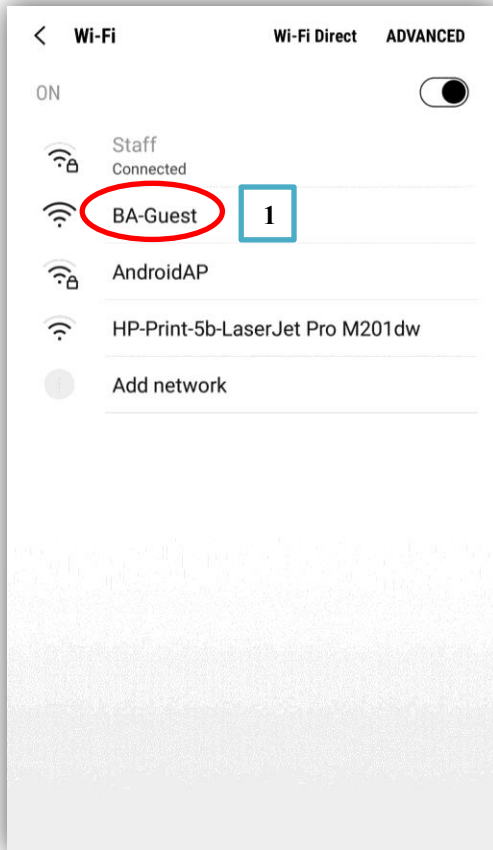 Wi-Fi Wi-Fi Direct ADVANCED
ON
Staff
Connected
BA-Guest 1
AndroidAP
HP-Print-5b-LaserJet Pro M201dw
Add network